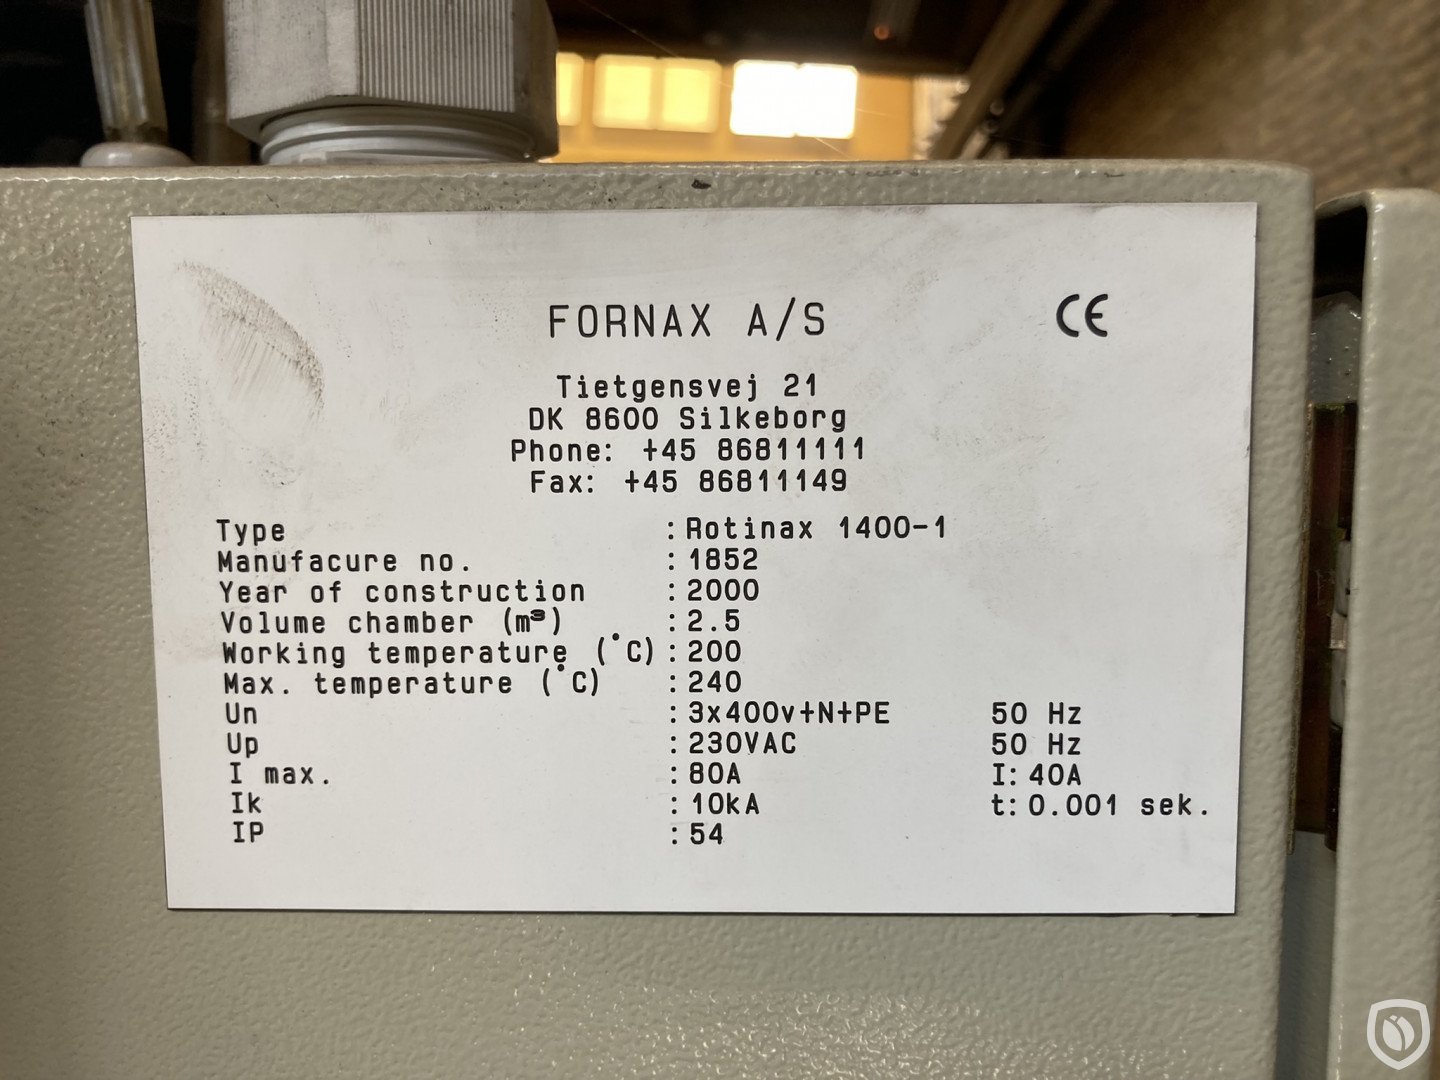 FORNAX A/S CE
Tietgensvej 21
DK 8600 Silkeborg
Phone: +45 86811111
Fax: +45 86811149
Type : Rotinax 1400-1
Manufacure no. : 1852
Year of construction : 2000
Volume chamber (m³) : 2.5
Working temperature (°C) : 200
Max. temperature (°C) : 240
Un : 3x400v+N+PE 50 Hz
Up : 230VAC 50 Hz
I max. : 80A I: 40A
Ik : 10kA t: 0.001 sek.
IP : 54